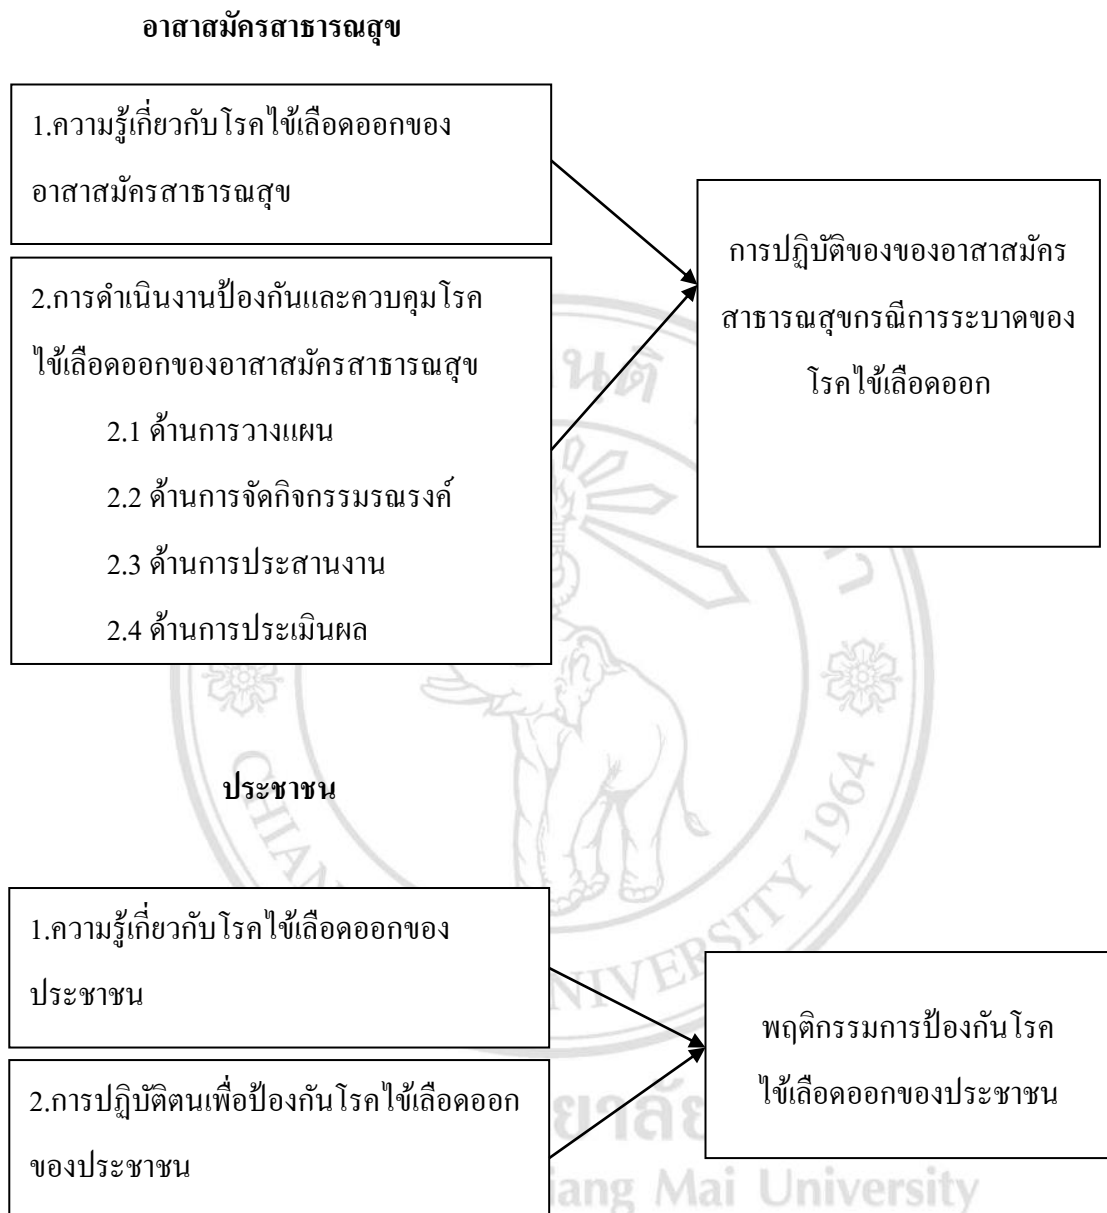 อาสาสมัครสาธารณสุข
1.ความรู้เกี่ยวกับโรคไข้เลือดออกของ
อาสาสมัครสาธารณสุข
2.การดำเนินงานป้องกันและควบคุมโรค
ไข้เลือดออกของอาสาสมัครสาธารณสุข
2.1 ด้านการวางแผน
2.2 ด้านการจัดกิจกรรมรณรงค์
2.3 ด้านการประสานงาน
2.4 ด้านการประเมินผล
การปฏิบัติของของอาสาสมัคร
สาธารณสุขกรณีการระบาดของ
โรคไข้เลือดออก
ประชาชน
1.ความรู้เกี่ยวกับโรคไข้เลือดออกของ
ประชาชน
2.การปฏิบัติตนเพื่อป้องกันโรคไข้เลือดออก
ของประชาชน
พฤติกรรมการป้องกันโรค
ไข้เลือดออกของประชาชน
1964
Mai University